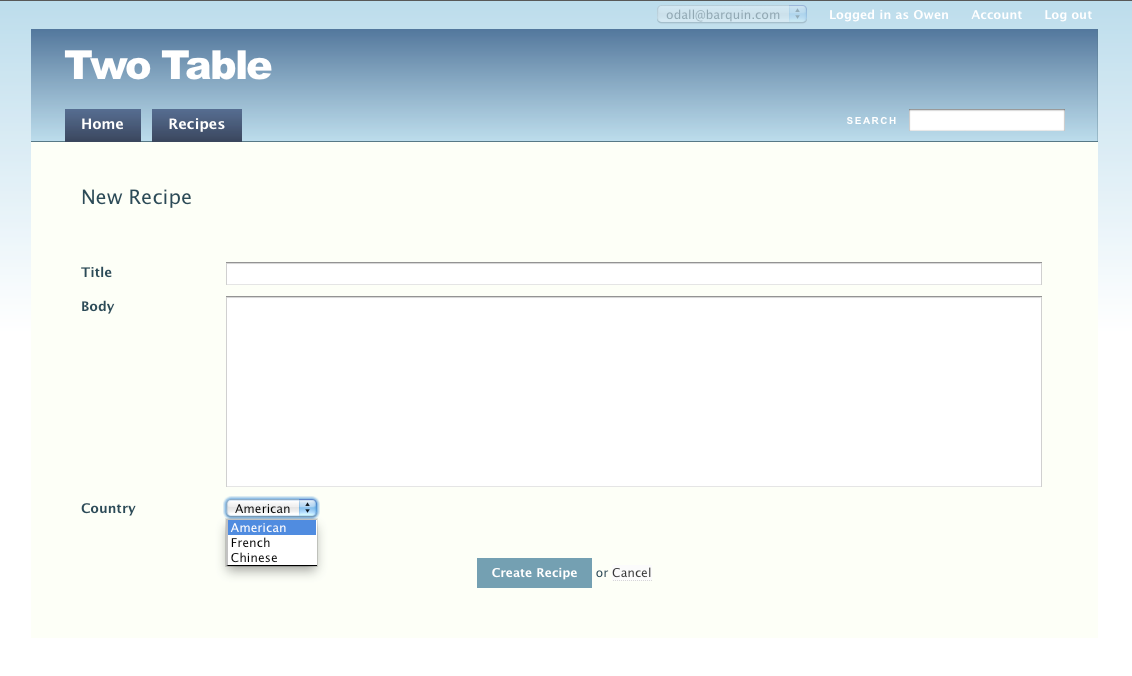 odall@barquin.com Logged in as Owen Account Log out
Two Table
Home Recipes SEARCH
New Recipe
Title
Body
Country American
American
French
Chinese
Create Recipe or Cancel